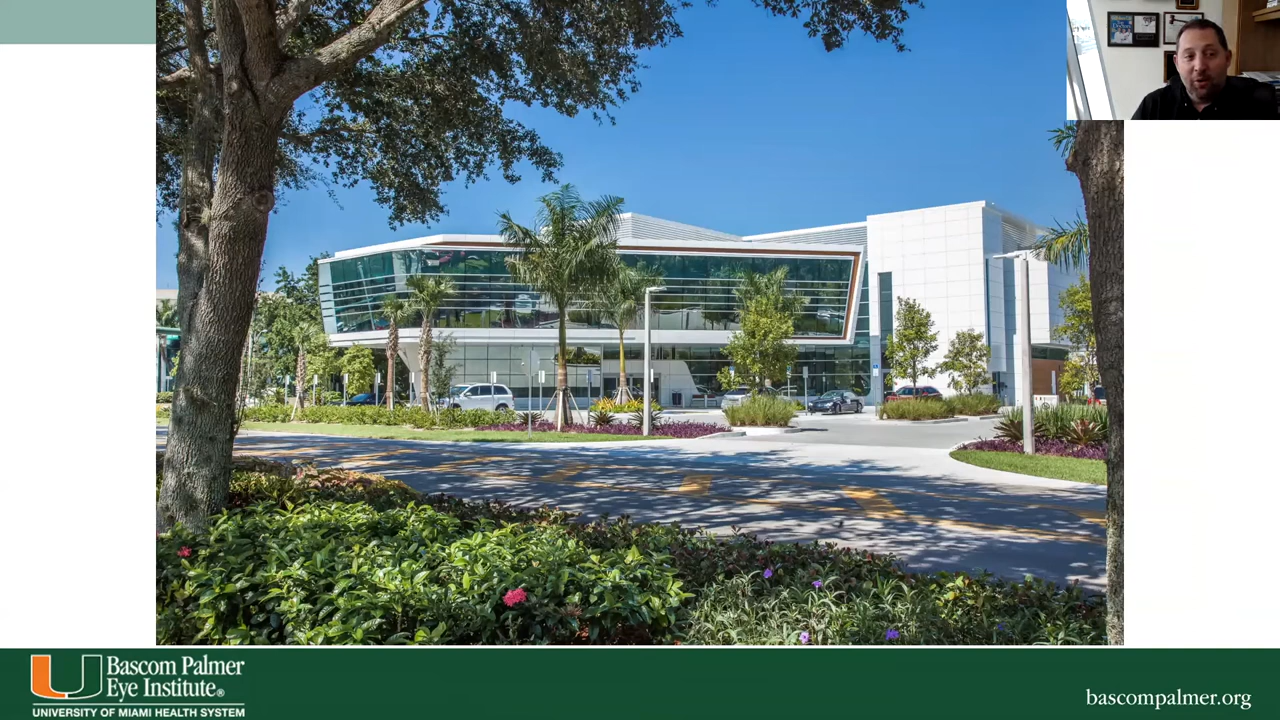 Bascom Palmer
Eye Institute®
UNIVERSITY OF MIAMI HEALTH SYSTEM
bascompalmer.org